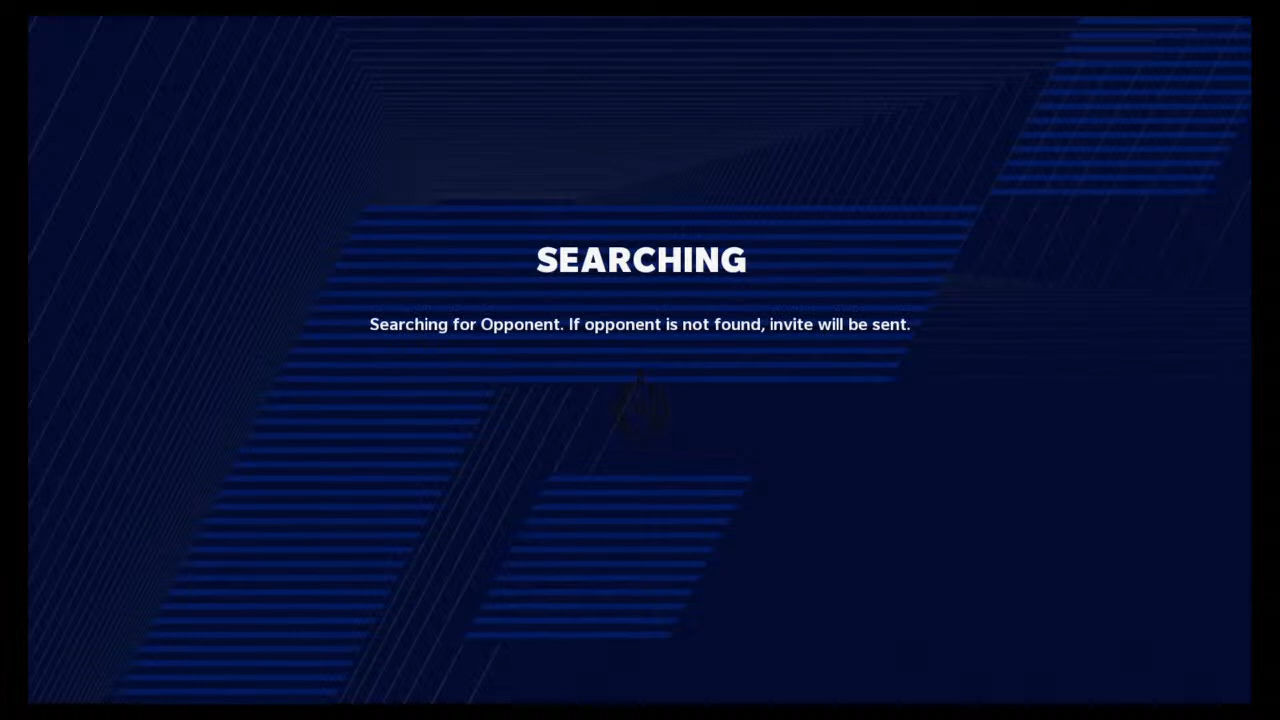 SEARCHING
Searching for Opponent. If opponent is not found, invite will be sent.